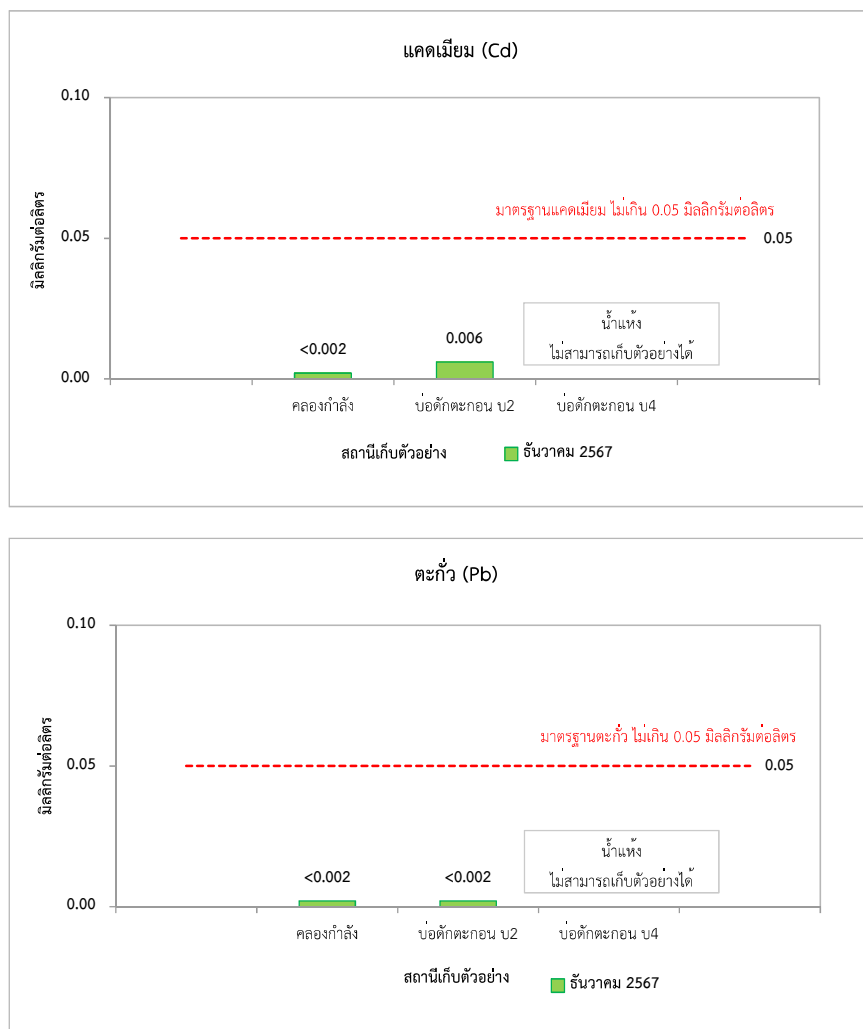 แคดเมียม (Cd)
0.10
มาตรฐานแคดเมียม ไม่เกิน 0.05 มิลลิกรัมต่อลิตร
มิลลิกรัมต่อลิตร
0.05
0.05
น้ำแห้ง
ไม่สามารถเก็บตัวอย่างได้
<0.002
0.006
0.00
คลองกำลัง
บ่อดักตะกอน บ2
บ่อดักตะกอน บ4
สถานีเก็บตัวอย่าง
ธันวาคม 2567
ตะกั่ว (Pb)
0.10
มาตรฐานตะกั่ว ไม่เกิน 0.05 มิลลิกรัมต่อลิตร
มิลลิกรัมต่อลิตร
0.05
0.05
น้ำแห้ง
ไม่สามารถเก็บตัวอย่างได้
<0.002
<0.002
0.00
คลองกำลัง
บ่อดักตะกอน บ2
บ่อดักตะกอน บ4
สถานีเก็บตัวอย่าง
ธันวาคม 2567